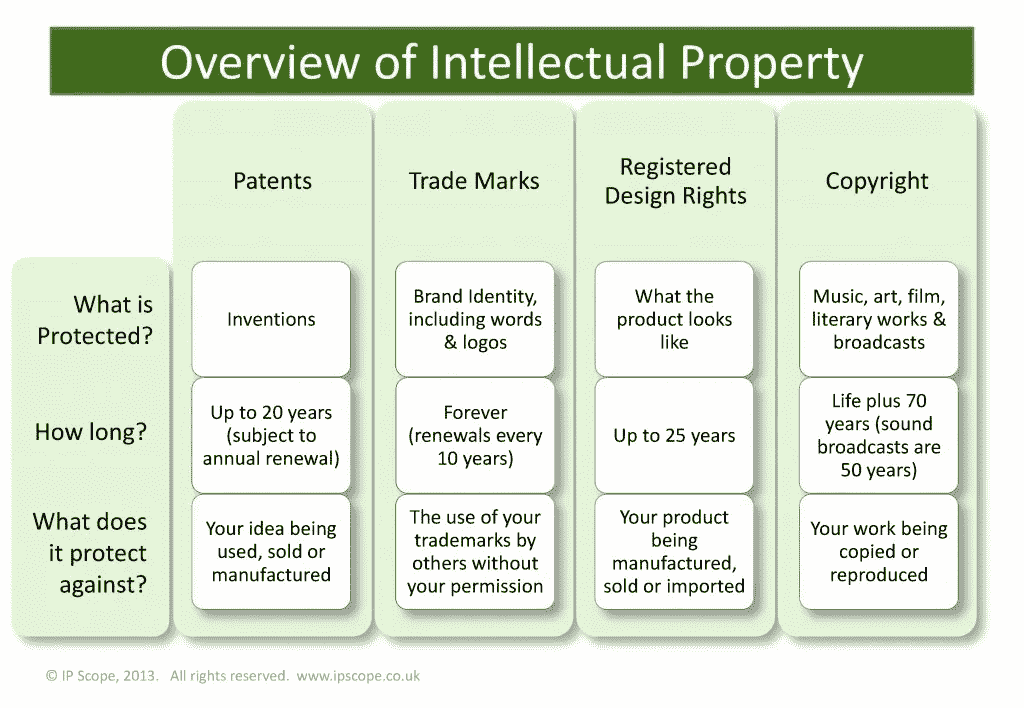 Overview of Intellectual Property
Patents
Trade Marks
Registered
Design Rights
Copyright
What is
Protected?
Inventions
Brand Identity,
including words
& logos
What the
product looks
like
Music, art, film,
literary works &
broadcasts
How long?
Up to 20 years
(subject to
annual renewal)
Forever
(renewals every
10 years)
Up to 25 years
Life plus 70
years (sound
broadcasts are
50 years)
What does
it protect
against?
Your idea being
used, sold or
manufactured
The use of your
trademarks by
others without
your permission
Your product
being
manufactured,
sold or imported
Your work being
copied or
reproduced
© IP Scope, 2013.   All rights reserved.  www.ipscope.co.uk